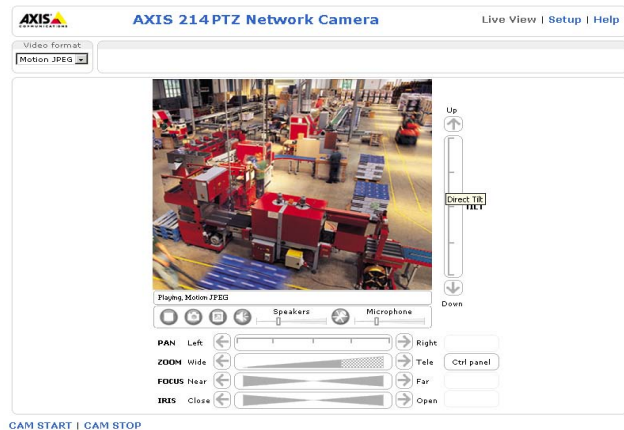 AXIS COMMUNICATIONS
AXIS 214 PTZ Network Camera
Live View | Setup | Help
Video format
Motion JPEG
Up
Direct Tilt
TILT
Down
Playing, Motion JPEG
Speakers
Microphone
PAN Left Right
ZOOM Wide Tele Ctrl panel
FOCUS Near Far
IRIS Close Open
CAM START | CAM STOP